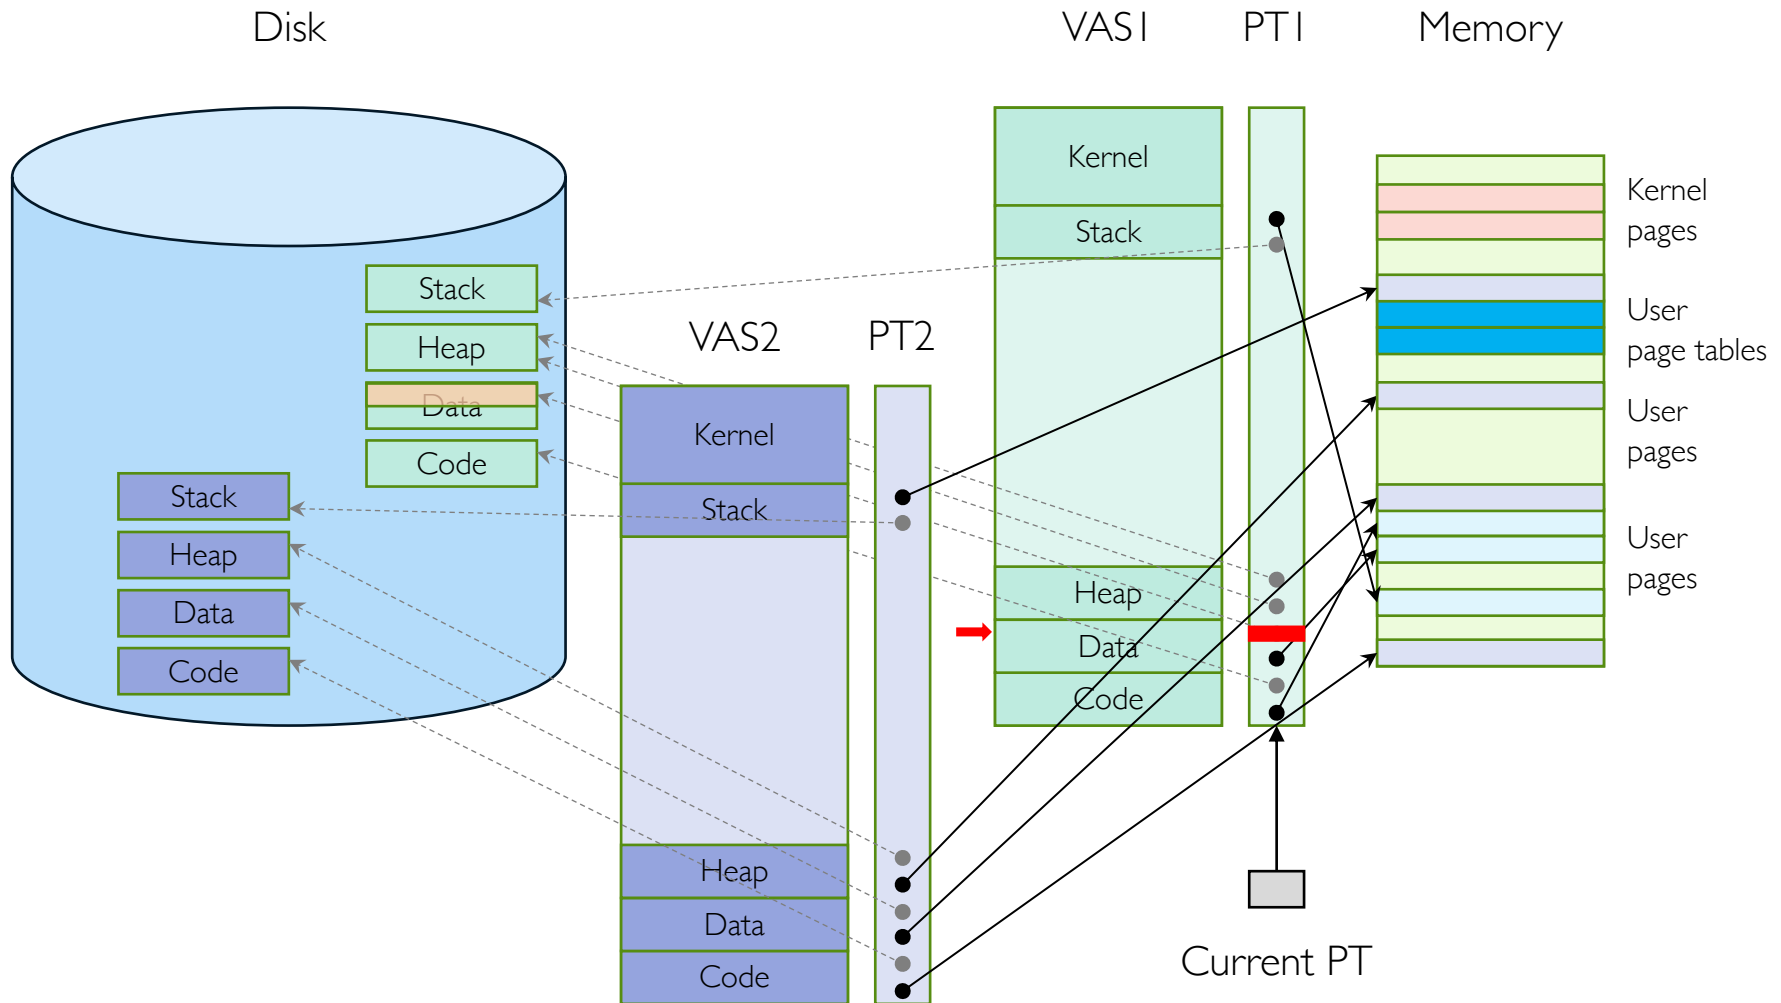 Disk
VAS1
PT1
Memory
Kernel
Stack
Kernel
pages
User
page tables
User
pages
User
pages
Stack
Heap
Data
Code
VAS2
PT2
Kernel
Stack
Stack
Heap
Data
Code
Heap
Data
Code
Heap
Data
Code
Current PT